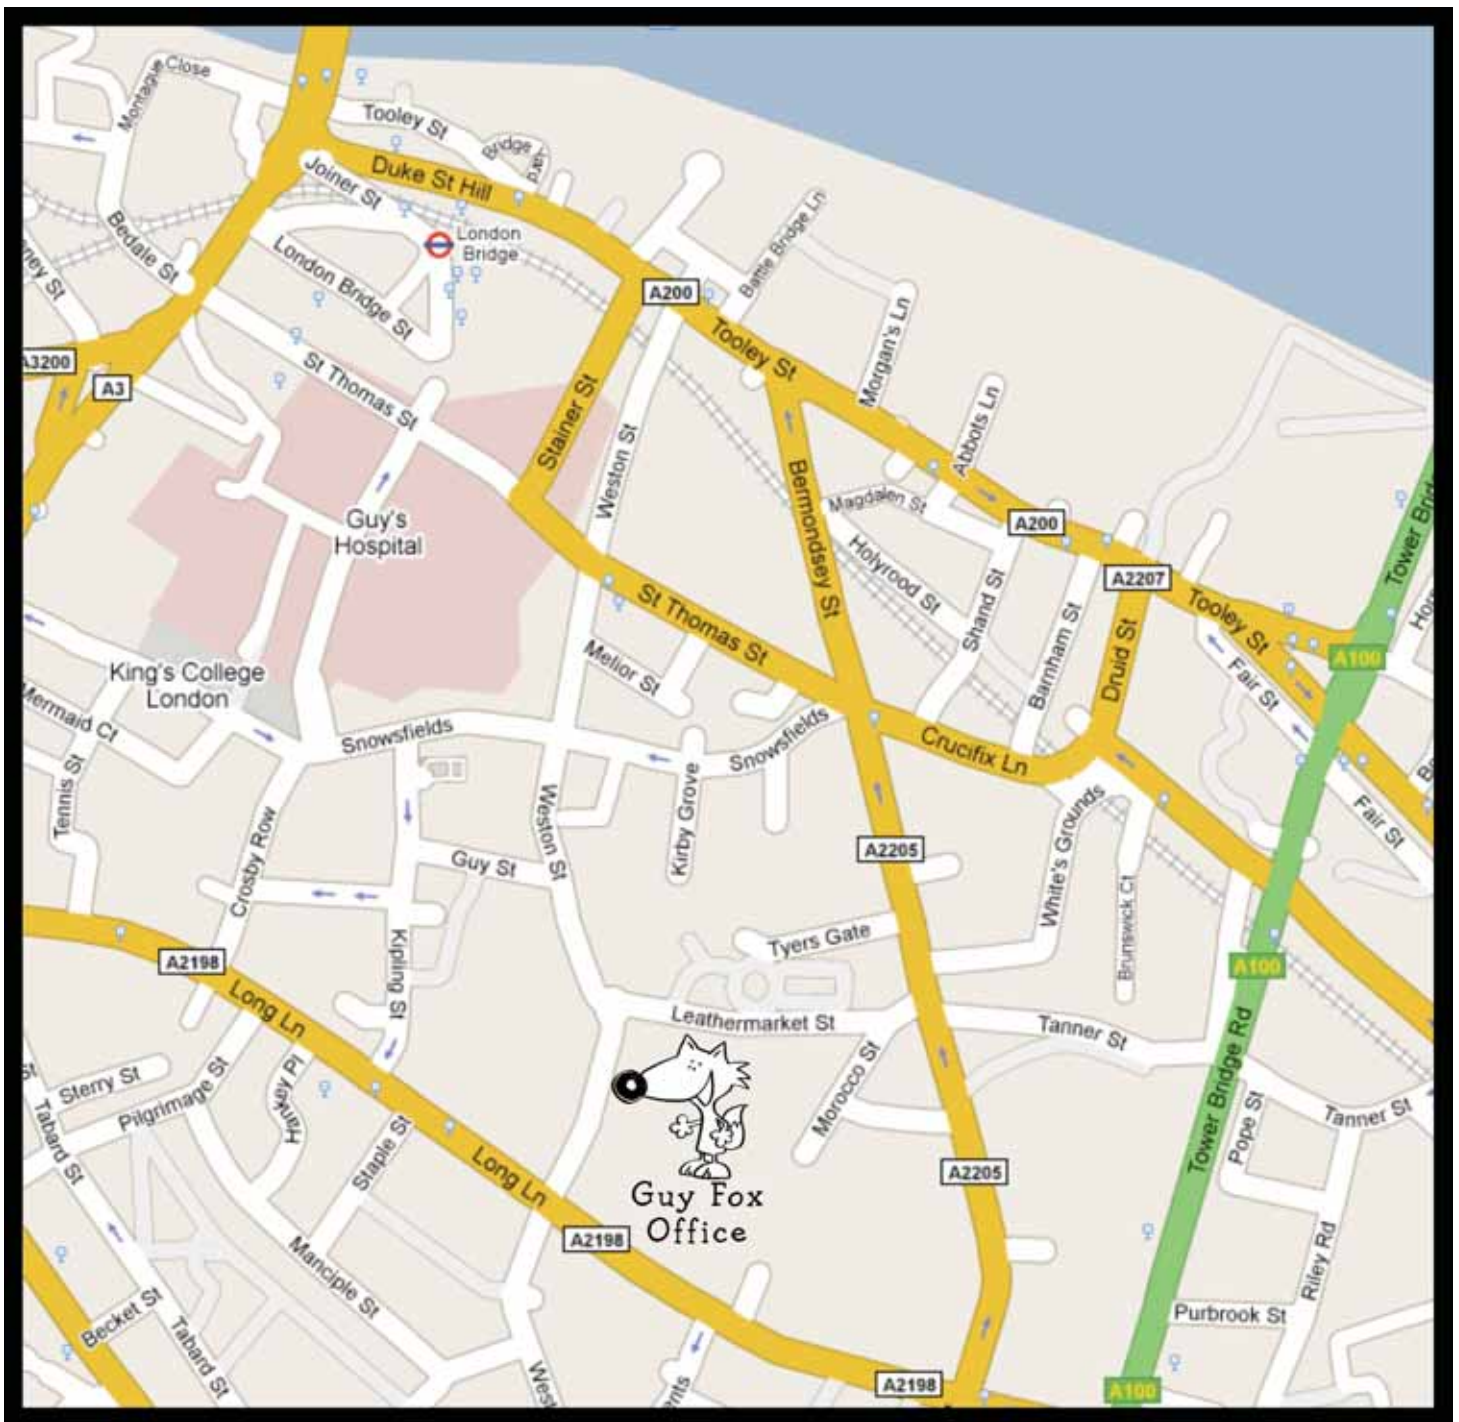 Montague
Close
Tooley St
Bridge
Yard
Duke St Hill
Joiner St
London
Bridge
Bedale St
London Bridge St
Battle Bridge Ln
A200
Tooley St
Morgan's Ln
A3200
A3
St Thomas St
Stainer St
Weston St
Abbots Ln
Bermondsey St
Magdalen St
A200
Guy's
Hospital
Holyrood St
Shand St
Barnham St
A2207
Druid St
Tooley St
A100
Fair St
St Thomas St
Melior St
King's College
London
Mermaid Ct
Tennis St
Snowsfields
Snowsfields
Crucifix Ln
Kirby Grove
Weston St
Crosby Row
Guy St
A2205
White's Grounds
Brunswick Ct
Fair St
Tyers Gate
Kipling St
A2198
Long Ln
Leathermarket St
Tanner St
A100
Tower Bridge Rd
Morocco St
Sterry St
Pilgrimage St
Hankey Pl
Tabard St
Staple St
Long Ln
Guy Fox
Office
A2198
A2205
Pope St
Tanner St
Riley Rd
Purbrook St
Manciple St
Becket St
Tabard St
A2198
A100